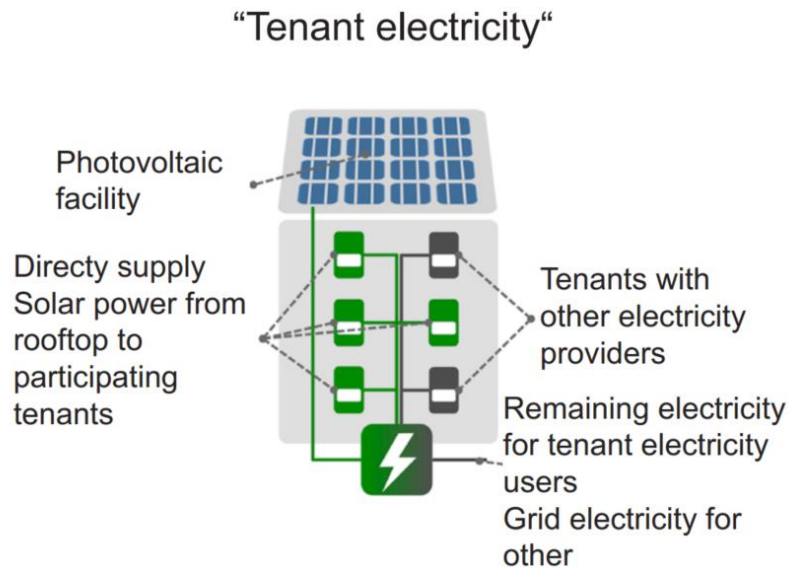 “Tenant electricity“
Photovoltaic
facility
Directy supply
Solar power from
rooftop to
participating
tenants
Tenants with
other electricity
providers
Remaining electricity
for tenant electricity
users
Grid electricity for
other